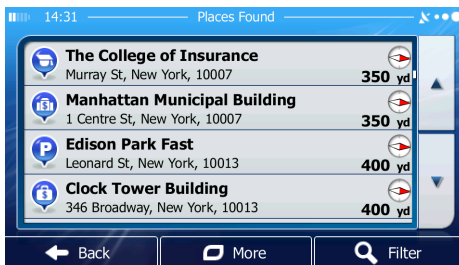 14:31
Places Found
The College of Insurance
Murray St, New York, 10007
350 yd
Manhattan Municipal Building
1 Centre St, New York, 10007
350 yd
Edison Park Fast
Leonard St, New York, 10013
400 yd
Clock Tower Building
346 Broadway, New York, 10013
400 yd
Back
More
Filter